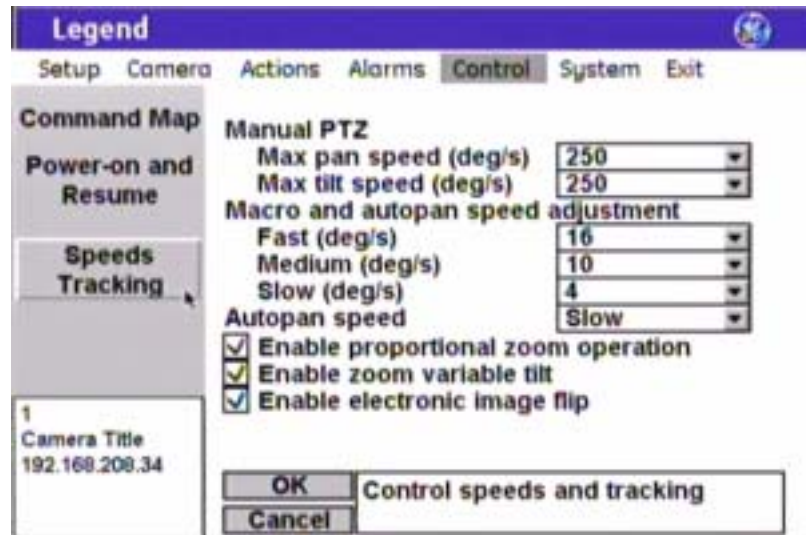 Legend
Setup Camera Actions Alarms Control System Exit
Command Map
Power-on and
Resume
Speeds
Tracking
Manual PTZ
Max pan speed (deg/s) 250
Max tilt speed (deg/s) 250
Macro and autopan speed adjustment
Fast (deg/s) 16
Medium (deg/s) 10
Slow (deg/s) 4
Autopan speed Slow
Enable proportional zoom operation
Enable zoom variable tilt
Enable electronic image flip
1
Camera Title
192.168.208.34
OK
Cancel
Control speeds and tracking